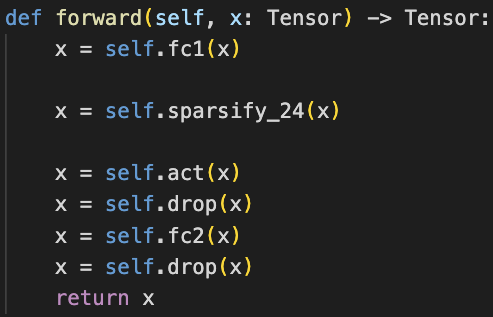 def forward(self, x: Tensor) -> Tensor:
    x = self.fc1(x)

    x = self.sparsify_24(x)

    x = self.act(x)
    x = self.drop(x)
    x = self.fc2(x)
    x = self.drop(x)
    return x